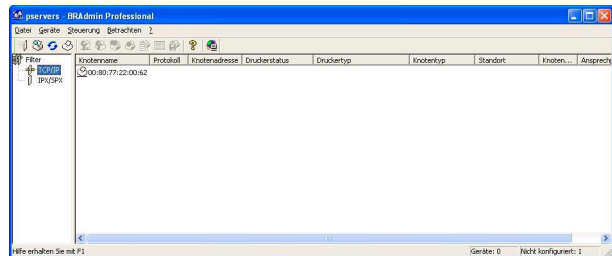 pservers - BRAdmin Professional
Datei Geräte Steuerung Betrachten ?
Filter
TCP/IP
IPX/SPX
Knotenname Protokoll Knotenadresse Druckerstatus Druckertyp Knotentyp Standort Knoten... Ansprechp
00:80:77:22:00:62
Hilfe erhalten Sie mit F1 Geräte: 0 Nicht konfiguriert: 1